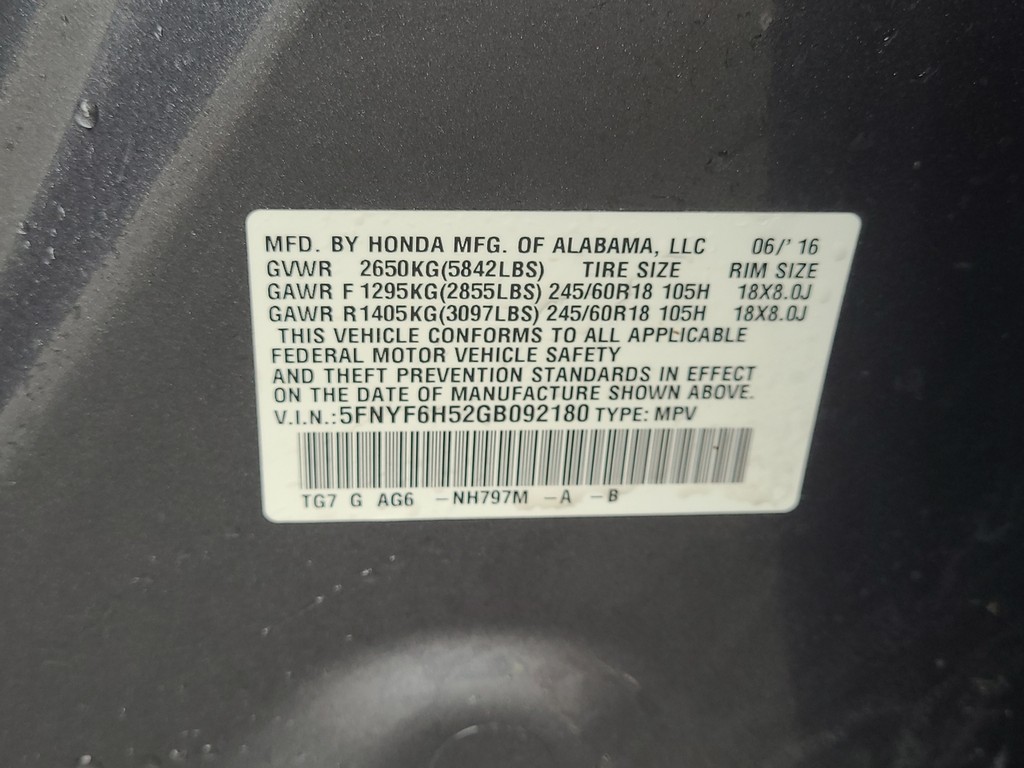 MFD. BY HONDA MFG. OF ALABAMA, LLC 06/' 16
GVWR 2650KG(5842LBS) TIRE SIZE RIM SIZE
GAWR F 1295KG(2855LBS) 245/60R18 105H 18X8.0J
GAWR R 1405KG(3097LBS) 245/60R18 105H 18X8.0J
THIS VEHICLE CONFORMS TO ALL APPLICABLE
FEDERAL MOTOR VEHICLE SAFETY
AND THEFT PREVENTION STANDARDS IN EFFECT
ON THE DATE OF MANUFACTURE SHOWN ABOVE.
V.I.N.: 5FNYF6H52GB092180 TYPE: MPV
TG7 G AG6 –NH797M –A –B